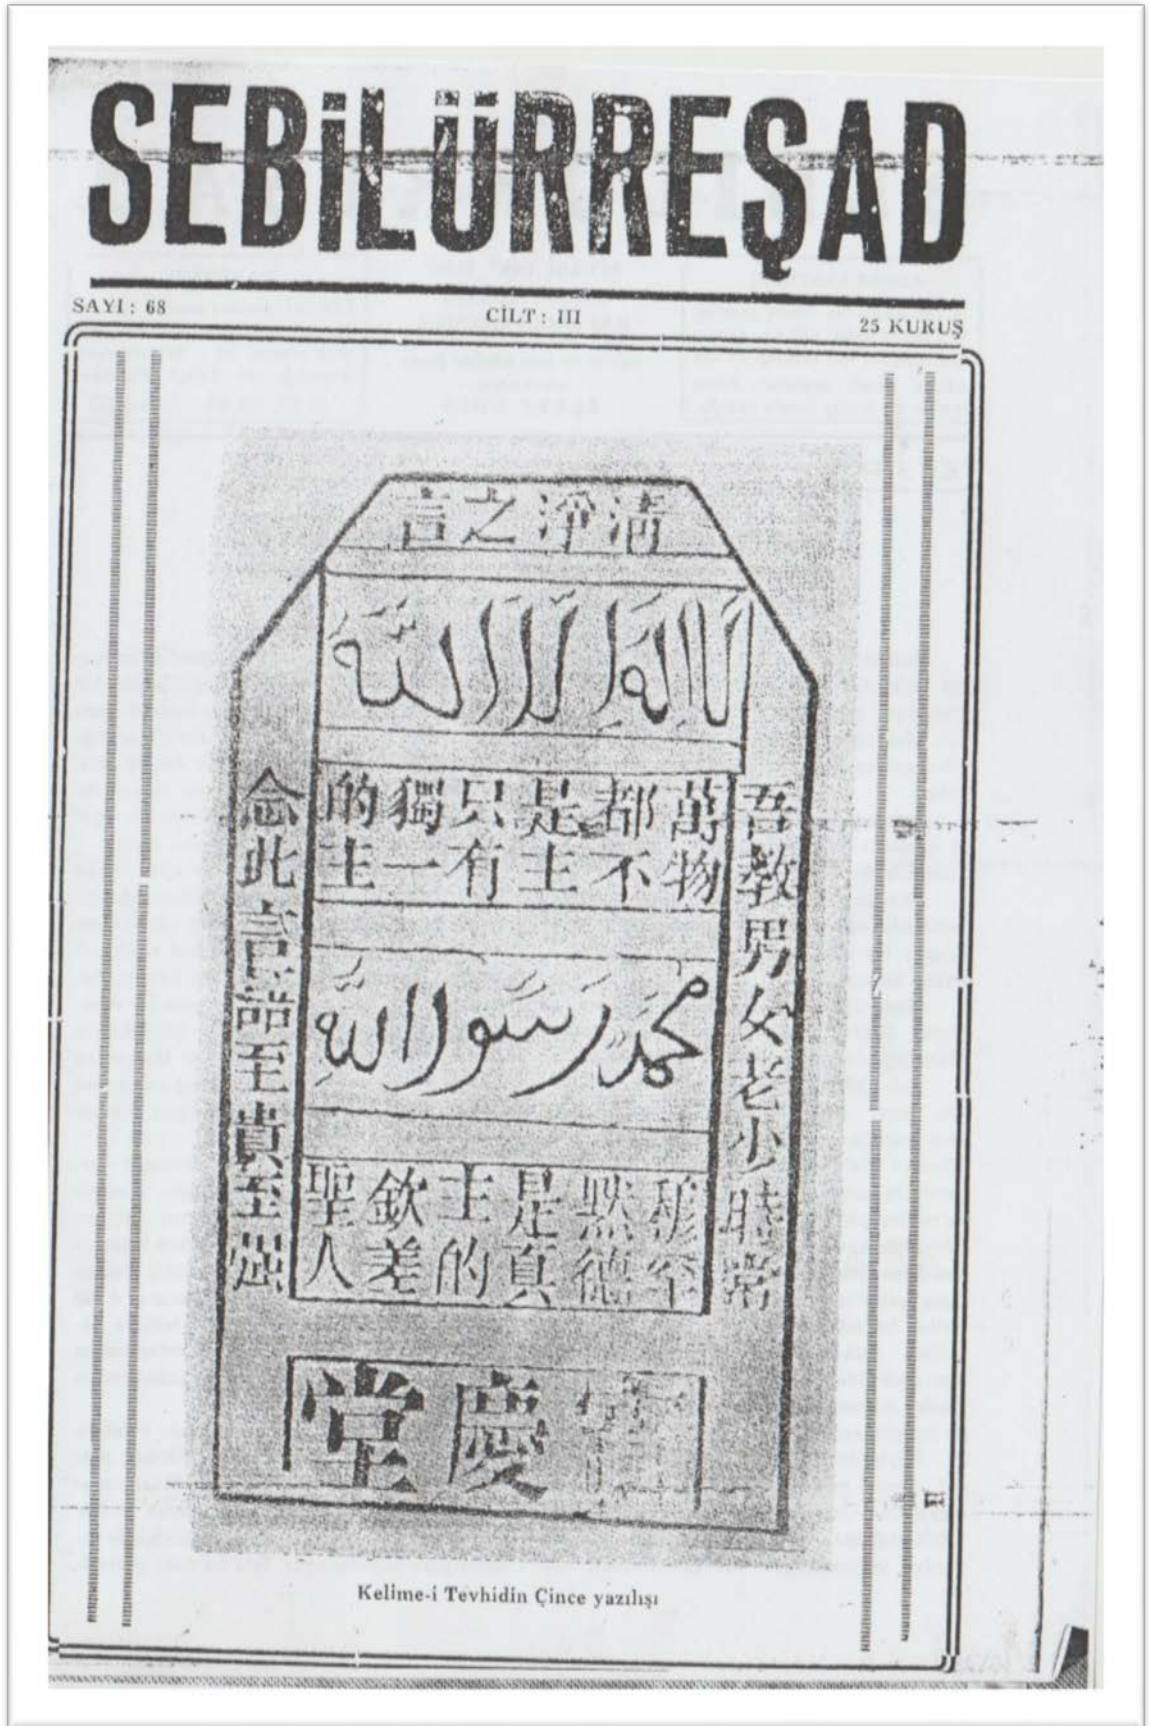 SEBİLÜRREŞAD
SAYI : 68
CİLT : III
25 KURUŞ
清淨之言
لا اله الا الله
吾教男女老少時常
萬物
都不
是主
只有
獨一
的主
محمد رسول الله
穆罕
默德
是真
主的
欽差
聖人
念此言語至貴至强
慶堂
Kelime-i Tevhidin Çince yazılışı